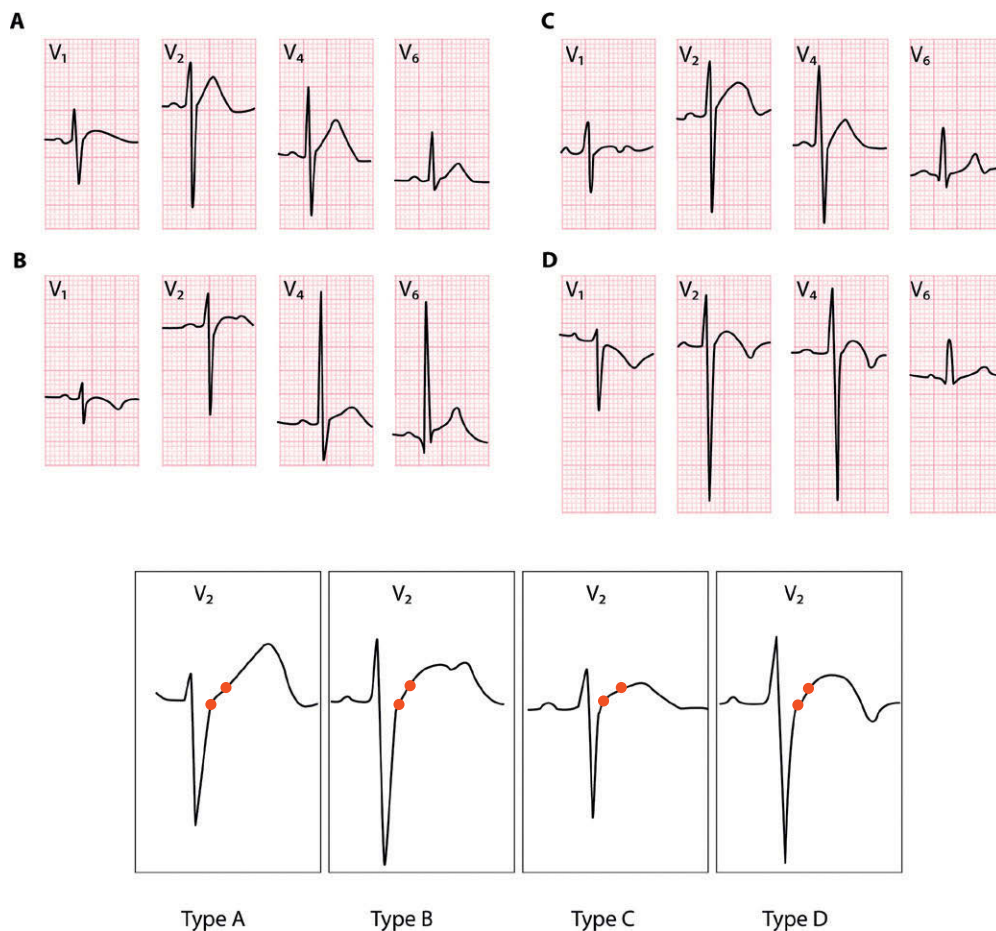 A
V₁ V₂ V₄ V₆
C
V₁ V₂ V₄ V₆
B
V₁ V₂ V₄ V₆
D
V₁ V₂ V₄ V₆
V₂ V₂ V₂ V₂
Type A Type B Type C Type D